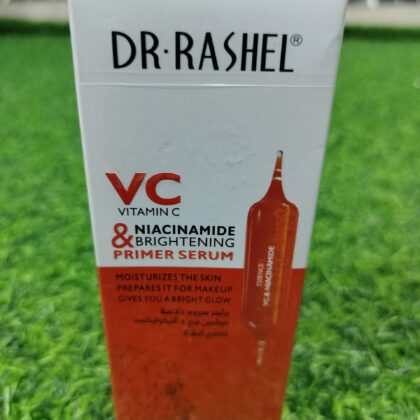 DR·RASHEL®
VC
VITAMIN C
& NIACINAMIDE
BRIGHTENING
PRIMER SERUM
MOISTURIZES THE SKIN
PREPARES IT FOR MAKEUP
GIVES YOU A BRIGHT GLOW
ESSENCE
VC & NIACINAMIDE